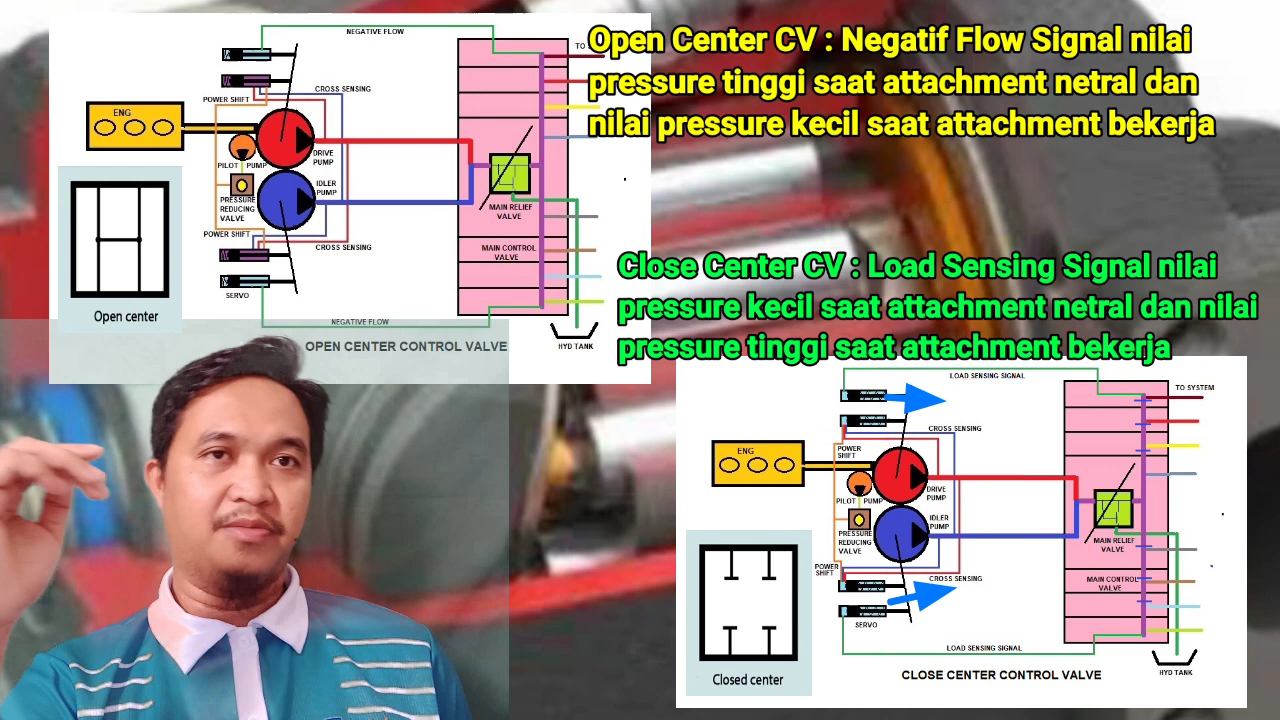 NEGATIVE FLOW
TO
CROSS SENSING
POWER SHIFT
ENG
DRIVE
PUMP
PILOT PUMP
IDLER
PUMP
PRESSURE
REDUCING
VALVE
MAIN RELIEF
VALVE
POWER SHIFT
CROSS SENSING
MAIN CONTROL
VALVE
SERVO
NEGATIVE FLOW
HYD TANK
Open center
OPEN CENTER CONTROL VALVE
Open Center CV : Negatif Flow Signal nilai
pressure tinggi saat attachment netral dan
nilai pressure kecil saat attachment bekerja
Close Center CV : Load Sensing Signal nilai
pressure kecil saat attachment netral dan nilai
pressure tinggi saat attachment bekerja
LOAD SENSING SIGNAL
TO SYSTEM
CROSS SENSING
POWER
SHIFT
ENG
DRIVE
PUMP
PILOT PUMP
IDLER
PUMP
PRESSURE
REDUCING
VALVE
MAIN RELIEF
VALVE
POWER
SHIFT
CROSS SENSING
MAIN CONTROL
VALVE
SERVO
LOAD SENSING SIGNAL
HYD TANK
Closed center
CLOSE CENTER CONTROL VALVE